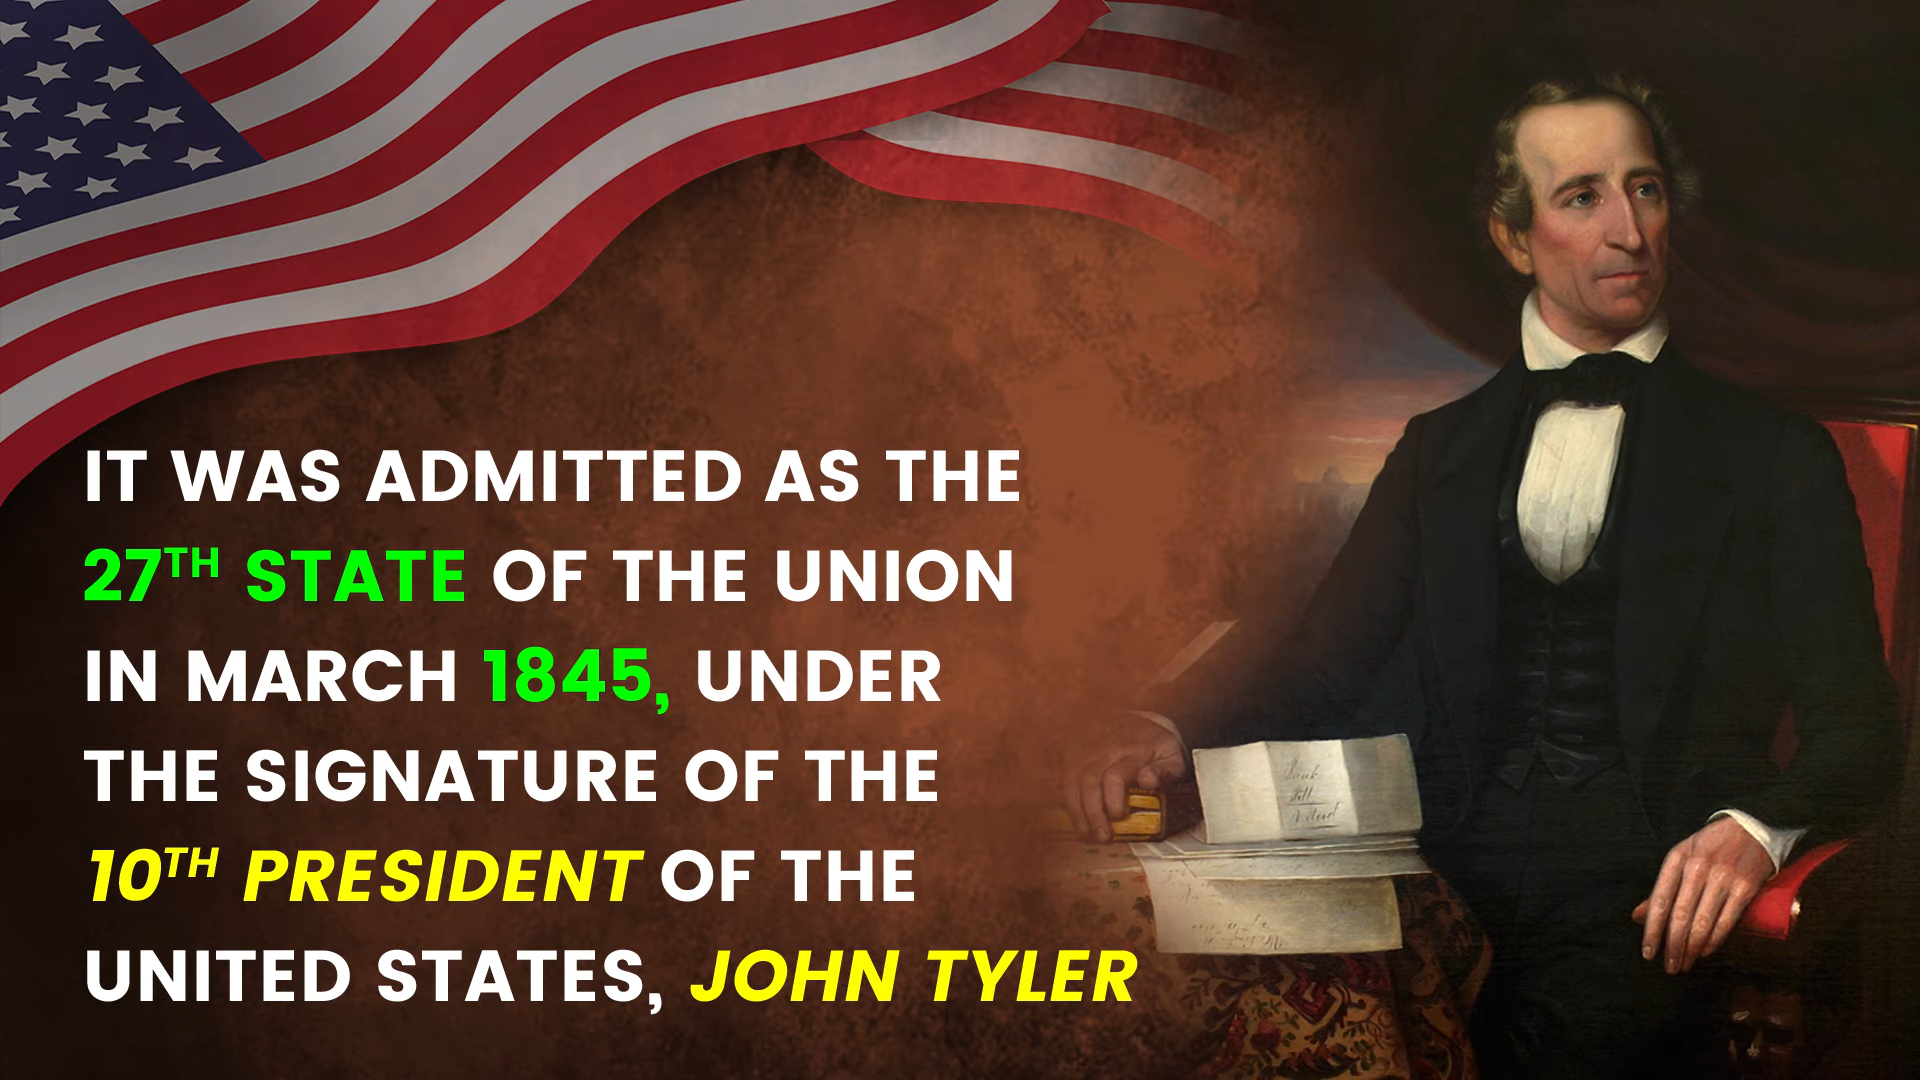 IT WAS ADMITTED AS THE
27TH STATE OF THE UNION
IN MARCH 1845, UNDER
THE SIGNATURE OF THE
10TH PRESIDENT OF THE
UNITED STATES, JOHN TYLER